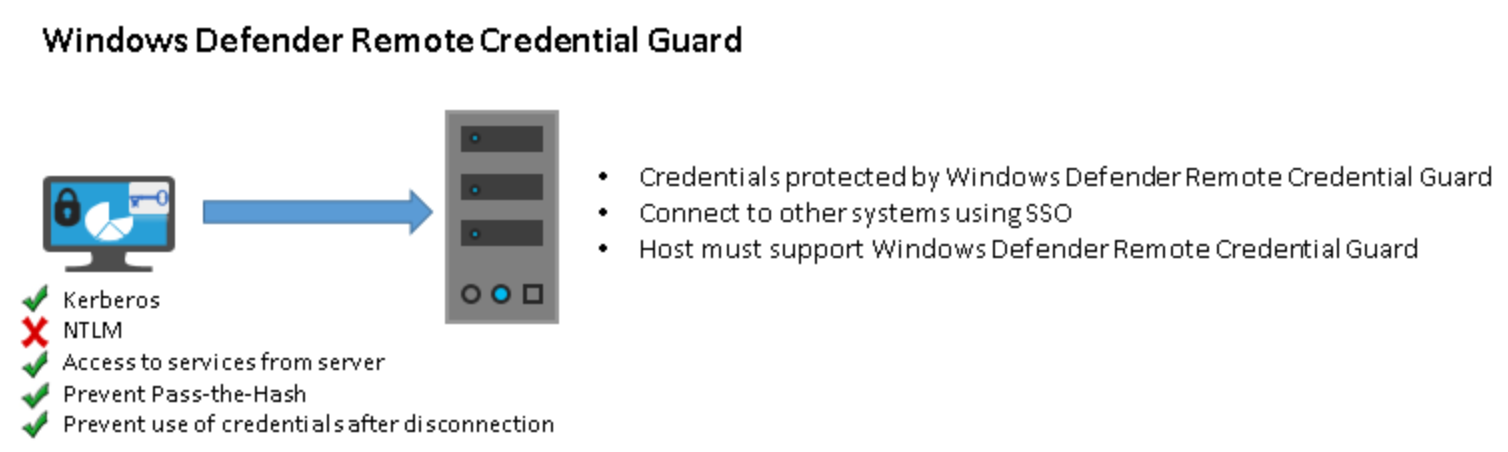 Windows Defender Remote Credential Guard
• Credentials protected by Windows Defender Remote Credential Guard
• Connect to other systems using SSO
• Host must support Windows Defender Remote Credential Guard
Kerberos
NTLM
Access to services from server
Prevent Pass-the-Hash
Prevent use of credentials after disconnection